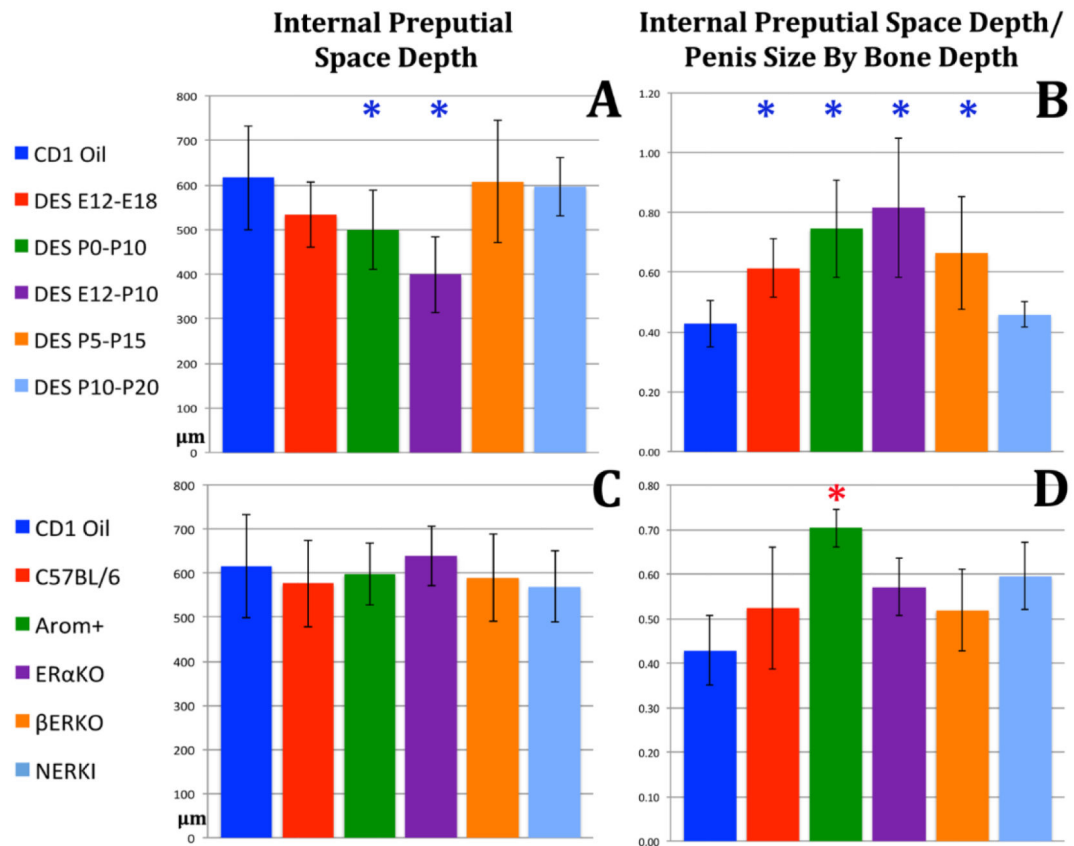 Internal Preputial
Space Depth
Internal Preputial Space Depth/
Penis Size By Bone Depth
CD1 Oil
DES E12-E18
DES P0-P10
DES E12-P10
DES P5-P15
DES P10-P20
A
* *
800
700
600
500
400
300
200
100
0
μm
B
* * * *
1.20
1.00
0.80
0.60
0.40
0.20
0.00
CD1 Oil
C57BL/6
Arom+
ERαKO
βERKO
NERKI
C
800
700
600
500
400
300
200
100
0
μm
D
*
0.80
0.70
0.60
0.50
0.40
0.30
0.20
0.10
0.00